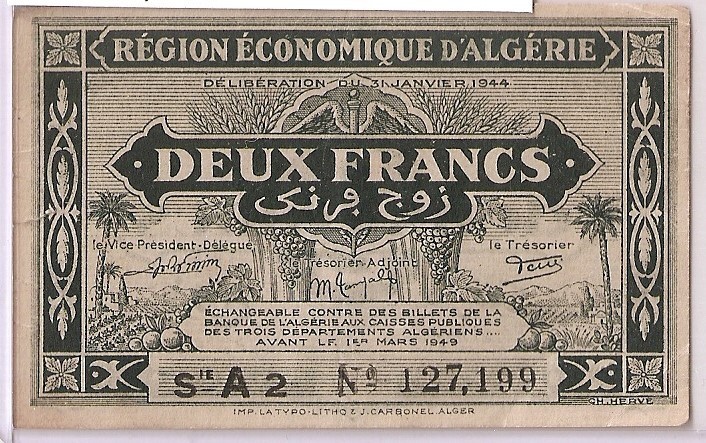 RÉGION ÉCONOMIQUE D'ALGÉRIE
DÉLIBÉRATION DU 31 JANVIER 1944
DEUX FRANCS
زوج فرنك
le Vice Président-Délégué
le Trésorier-Adjoint
le Trésorier
ÉCHANGEABLE CONTRE DES BILLETS DE LA
BANQUE DE L'ALGÉRIE AUX CAISSES PUBLIQUES
DES TROIS DÉPARTEMENTS ALGÉRIENS....
AVANT LE 1ER MARS 1949
SIE A2 No 127,199
CH. HERVÉ
IMP. LA TYPO-LITHO & J. CARBONEL. ALGER